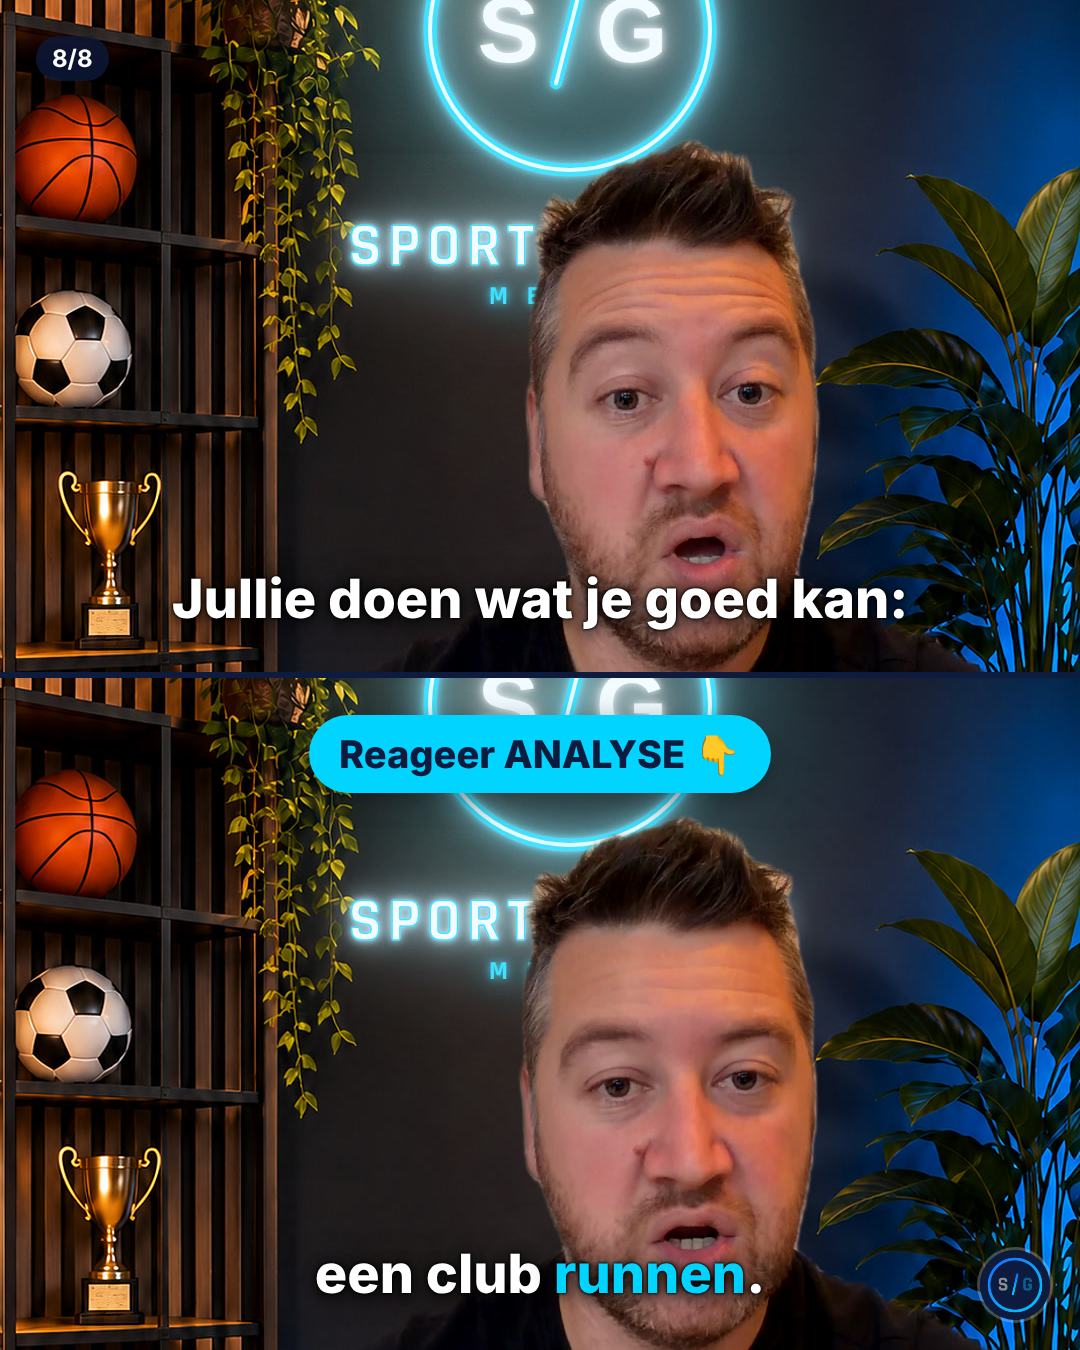 S/G
8/8
SPORT
M
Jullie doen wat je goed kan:
S/G
Reageer ANALYSE 👇
SPORT
M
een club runnen.
S/G